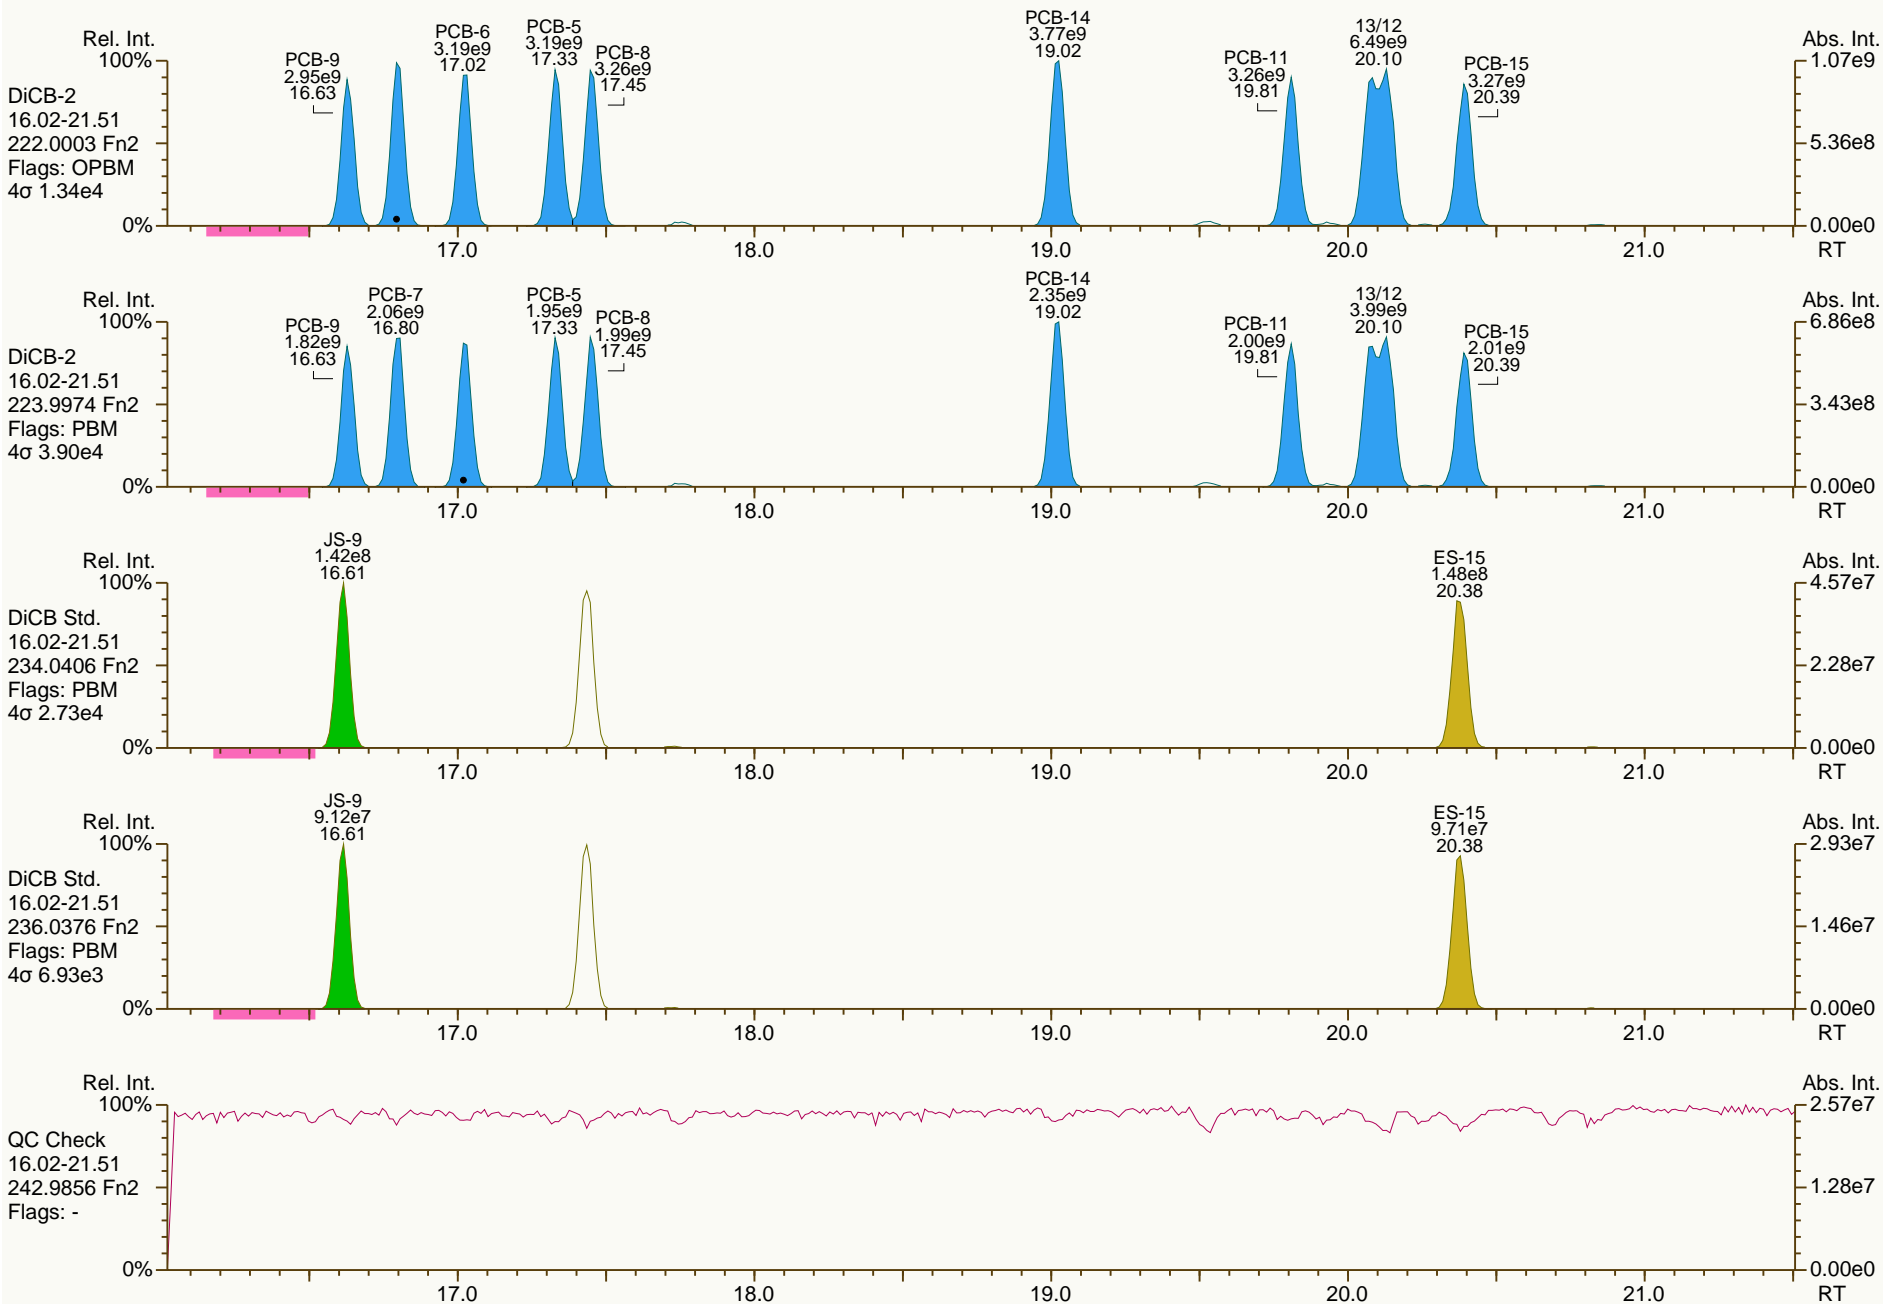 Rel. Int.
100%
0%
DiCB-2
16.02-21.51
222.0003 Fn2
Flags: OPBM
4σ 1.34e4
PCB-9
2.95e9
16.63
PCB-6
3.19e9
17.02
PCB-5
3.19e9
17.33
PCB-8
3.26e9
17.45
PCB-14
3.77e9
19.02
PCB-11
3.26e9
19.81
13/12
6.49e9
20.10
PCB-15
3.27e9
20.39
Abs. Int.
1.07e9
5.36e8
0.00e0
17.0 18.0 19.0 20.0 21.0 RT
Rel. Int.
100%
0%
DiCB-2
16.02-21.51
223.9974 Fn2
Flags: PBM
4σ 3.90e4
PCB-9
1.82e9
16.63
PCB-7
2.06e9
16.80
PCB-5
1.95e9
17.33
PCB-8
1.99e9
17.45
PCB-14
2.35e9
19.02
PCB-11
2.00e9
19.81
13/12
3.99e9
20.10
PCB-15
2.01e9
20.39
Abs. Int.
6.86e8
3.43e8
0.00e0
17.0 18.0 19.0 20.0 21.0 RT
Rel. Int.
100%
0%
DiCB Std.
16.02-21.51
234.0406 Fn2
Flags: PBM
4σ 2.73e4
JS-9
1.42e8
16.61
ES-15
1.48e8
20.38
Abs. Int.
4.57e7
2.28e7
0.00e0
17.0 18.0 19.0 20.0 21.0 RT
Rel. Int.
100%
0%
DiCB Std.
16.02-21.51
236.0376 Fn2
Flags: PBM
4σ 6.93e3
JS-9
9.12e7
16.61
ES-15
9.71e7
20.38
Abs. Int.
2.93e7
1.46e7
0.00e0
17.0 18.0 19.0 20.0 21.0 RT
Rel. Int.
100%
0%
QC Check
16.02-21.51
242.9856 Fn2
Flags: -
Abs. Int.
2.57e7
1.28e7
0.00e0
17.0 18.0 19.0 20.0 21.0 RT